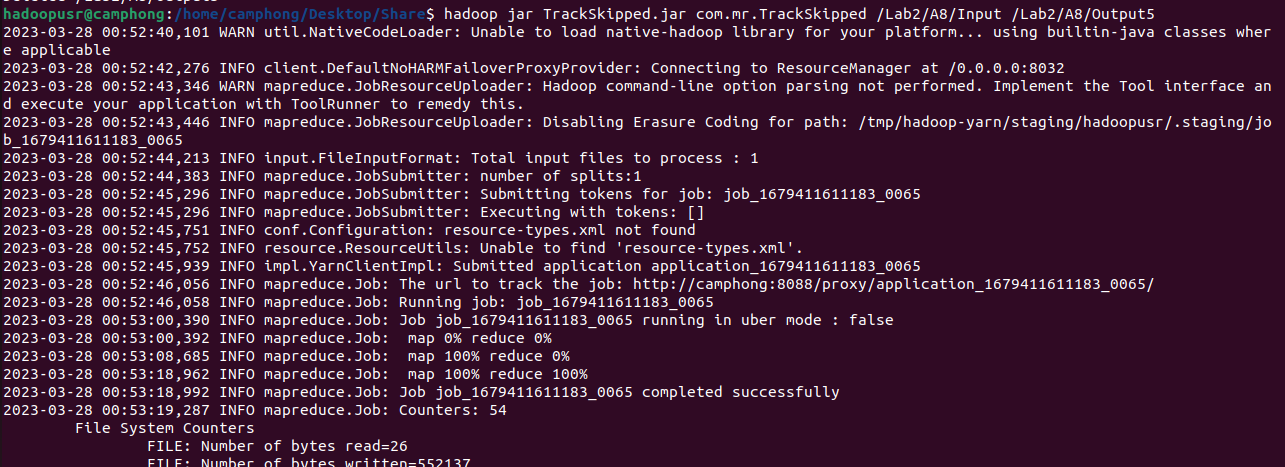 hadoopusr@camphong:/home/camphong/Desktop/Share$ hadoop jar TrackSkipped.jar com.mr.TrackSkipped /Lab2/A8/Input /Lab2/A8/Output5
2023-03-28 00:52:40,101 WARN util.NativeCodeLoader: Unable to load native-hadoop library for your platform... using builtin-java classes wher
e applicable
2023-03-28 00:52:42,276 INFO client.DefaultNoHARMFailoverProxyProvider: Connecting to ResourceManager at /0.0.0.0:8032
2023-03-28 00:52:43,346 WARN mapreduce.JobResourceUploader: Hadoop command-line option parsing not performed. Implement the Tool interface an
d execute your application with ToolRunner to remedy this.
2023-03-28 00:52:43,446 INFO mapreduce.JobResourceUploader: Disabling Erasure Coding for path: /tmp/hadoop-yarn/staging/hadoopusr/.staging/jo
b_1679411611183_0065
2023-03-28 00:52:44,213 INFO input.FileInputFormat: Total input files to process : 1
2023-03-28 00:52:44,383 INFO mapreduce.JobSubmitter: number of splits:1
2023-03-28 00:52:45,296 INFO mapreduce.JobSubmitter: Submitting tokens for job: job_1679411611183_0065
2023-03-28 00:52:45,296 INFO mapreduce.JobSubmitter: Executing with tokens: []
2023-03-28 00:52:45,751 INFO conf.Configuration: resource-types.xml not found
2023-03-28 00:52:45,752 INFO resource.ResourceUtils: Unable to find 'resource-types.xml'.
2023-03-28 00:52:45,939 INFO impl.YarnClientImpl: Submitted application application_1679411611183_0065
2023-03-28 00:52:46,056 INFO mapreduce.Job: The url to track the job: http://camphong:8088/proxy/application_1679411611183_0065/
2023-03-28 00:52:46,058 INFO mapreduce.Job: Running job: job_1679411611183_0065
2023-03-28 00:53:00,390 INFO mapreduce.Job: Job job_1679411611183_0065 running in uber mode : false
2023-03-28 00:53:00,392 INFO mapreduce.Job:  map 0% reduce 0%
2023-03-28 00:53:08,685 INFO mapreduce.Job:  map 100% reduce 0%
2023-03-28 00:53:18,962 INFO mapreduce.Job:  map 100% reduce 100%
2023-03-28 00:53:18,992 INFO mapreduce.Job: Job job_1679411611183_0065 completed successfully
2023-03-28 00:53:19,287 INFO mapreduce.Job: Counters: 54
File System Counters
FILE: Number of bytes read=26
FILE: Number of bytes written=552137